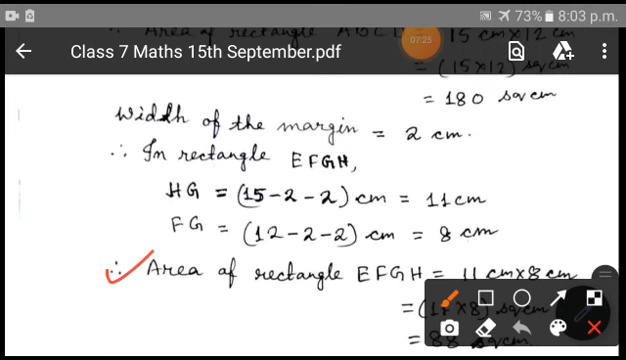 73% 8:03 p.m.
07:25
Class 7 Maths 15th September.pdf
∴ Area of rectangle ABCD = 15 cm×12 cm
= (15×12) sq cm
= 180 sq cm
Width of the margin = 2 cm.
∴ In rectangle EFGH,
HG = (15-2-2) cm = 11 cm
FG = (12-2-2) cm = 8 cm
∴ Area of rectangle EFGH = 11 cm×8 cm
= (11×8) sq cm
= 88 sq cm